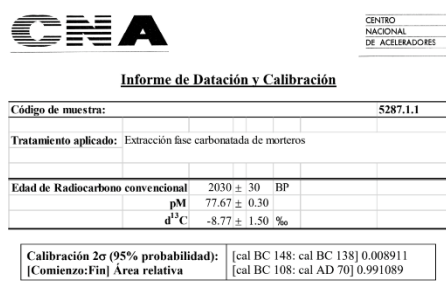 CNA
CENTRO
NACIONAL
DE ACELERADORES
Informe de Datación y Calibración
Código de muestra: 5287.1.1
Tratamiento aplicado: Extracción fase carbonatada de morteros
Edad de Radiocarbono convencional 2030 ± 30 BP
pM 77.67 ± 0.30
d¹³C -8.77 ± 1.50 ‰
Calibración 2σ (95% probabilidad): [cal BC 148: cal BC 138] 0.008911
[Comienzo:Fin] Área relativa [cal BC 108: cal AD 70] 0.991089